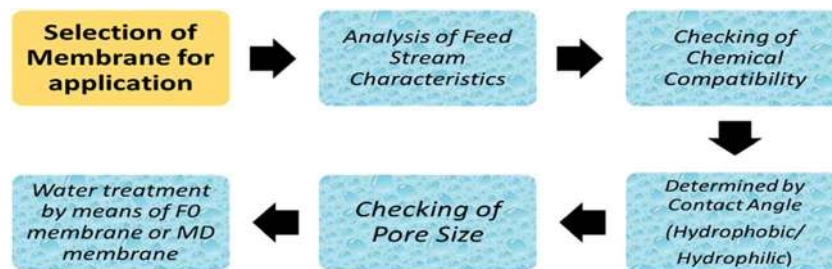 Selection of
Membrane for
application
Analysis of Feed
Stream
Characteristics
Checking of
Chemical
Compatibility
Determined by
Contact Angle
(Hydrophobic/
Hydrophilic)
Checking of
Pore Size
Water treatment
by means of F0
membrane or MD
membrane